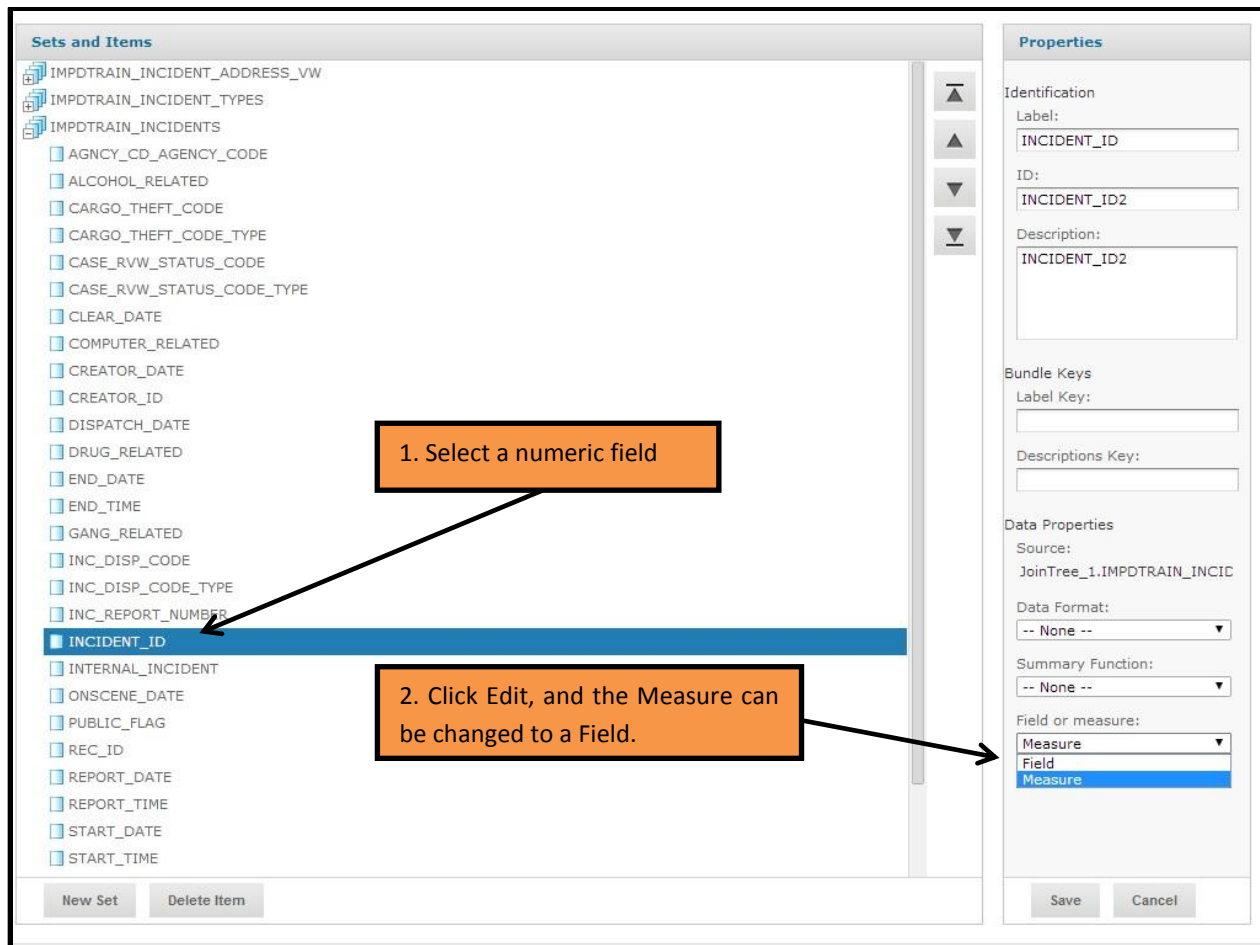 Sets and Items
IMPDTRAIN_INCIDENT_ADDRESS_VW
IMPDTRAIN_INCIDENT_TYPES
IMPDTRAIN_INCIDENTS
AGNCY_CD_AGENCY_CODE
ALCOHOL_RELATED
CARGO_THEFT_CODE
CARGO_THEFT_CODE_TYPE
CASE_RVW_STATUS_CODE
CASE_RVW_STATUS_CODE_TYPE
CLEAR_DATE
COMPUTER_RELATED
CREATOR_DATE
CREATOR_ID
DISPATCH_DATE
DRUG_RELATED
END_DATE
END_TIME
GANG_RELATED
INC_DISP_CODE
INC_DISP_CODE_TYPE
INC_REPORT_NUMBER
INCIDENT_ID
INTERNAL_INCIDENT
ONSCENE_DATE
PUBLIC_FLAG
REC_ID
REPORT_DATE
REPORT_TIME
START_DATE
START_TIME
New Set
Delete Item
1. Select a numeric field
2. Click Edit, and the Measure can
be changed to a Field.
Properties
Identification
Label:
INCIDENT_ID
ID:
INCIDENT_ID2
Description:
INCIDENT_ID2
Bundle Keys
Label Key:
Descriptions Key:
Data Properties
Source:
JoinTree_1.IMPDTRAIN_INCID
Data Format:
-- None --
Summary Function:
-- None --
Field or measure:
Measure
Field
Measure
Save
Cancel